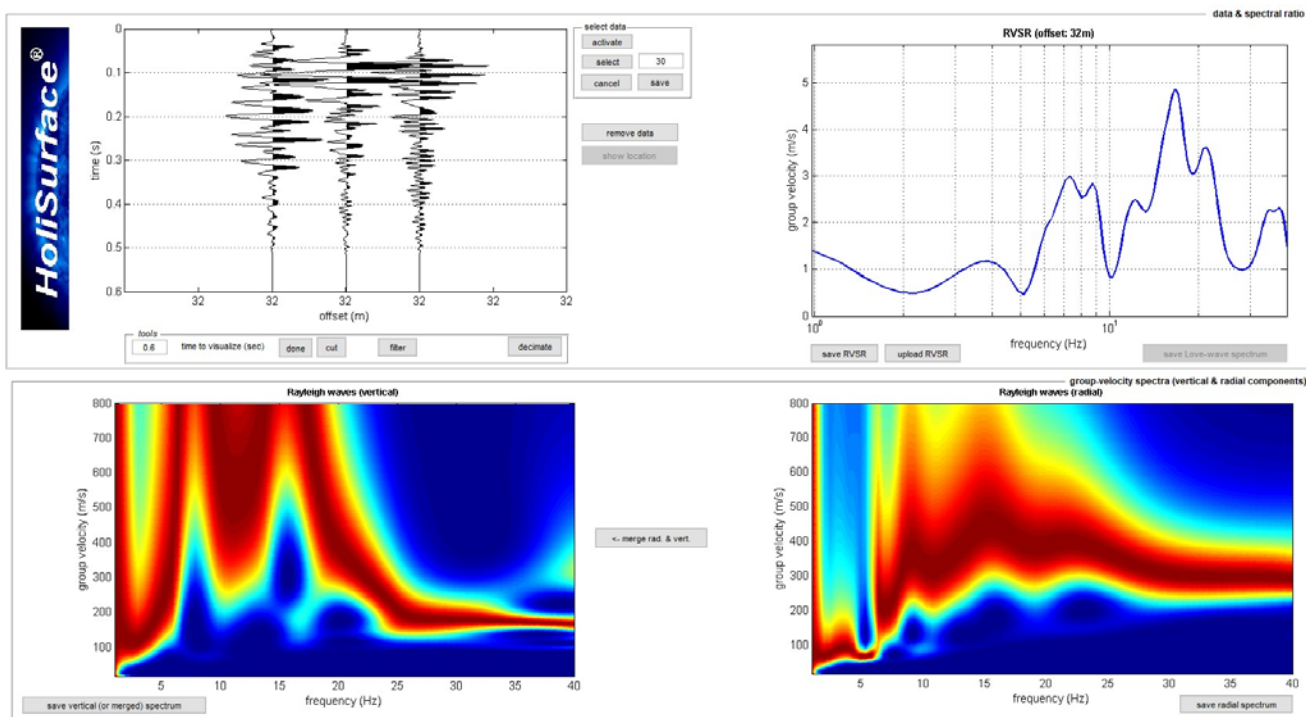 data & spectral ratio
HoliSurface®
0
0.1
0.2
0.3
0.4
0.5
0.6
time (s)
32 32 32 32 32 32
offset (m)
select data
activate
select 30
cancel save
remove data
show location
tools
0.6 time to visualize (sec) done cut filter decimate
RVSR (offset: 32m)
5
4
3
2
1
0
group velocity (m/s)
10⁰ 10¹
frequency (Hz)
save RVSR upload RVSR save Love-wave spectrum
group-velocity spectra (vertical & radial components)
Rayleigh waves (vertical)
800
700
600
500
400
300
200
100
group velocity (m/s)
5 10 15 20 25 30 35 40
frequency (Hz)
save vertical (or merged) spectrum
<- merge rad. & vert.
Rayleigh waves (radial)
800
700
600
500
400
300
200
100
group velocity (m/s)
5 10 15 20 25 30 35 40
frequency (Hz)
save radial spectrum